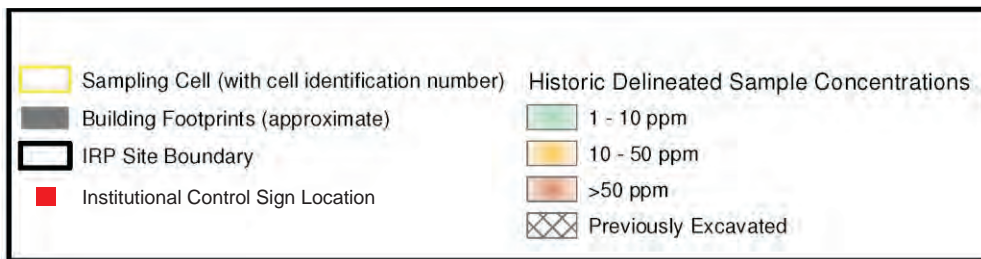 Sampling Cell (with cell identification number)
Building Footprints (approximate)
IRP Site Boundary
Institutional Control Sign Location
Historic Delineated Sample Concentrations
1 - 10 ppm
10 - 50 ppm
>50 ppm
Previously Excavated